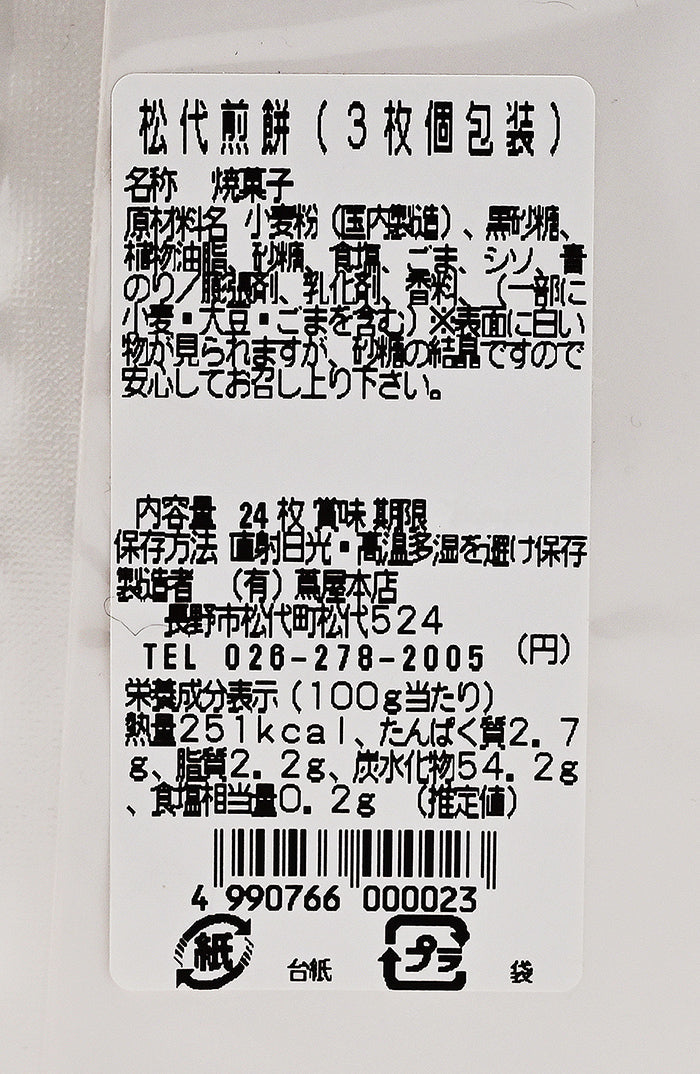 松代煎餅(3枚個包装)
名称　焼菓子
原材料名　小麦粉(国内製造)、黒砂糖、
植物油脂、砂糖、食塩、ごま、シソ、青
のり/膨張剤、乳化剤、香料、(一部に
小麦・大豆・ごまを含む)※表面に白い
物が見られますが、砂糖の結晶ですので
安心してお召し上り下さい。
内容量　24枚 賞味期限
保存方法 直射日光・高温多湿を避け保存
製造者　(有)蔦屋本店
長野市松代町松代524
TEL 026-278-2005　(円)
栄養成分表示(100g当たり)
熱量251kcal、たんぱく質2.7
g、脂質2.2g、炭水化物54.2g
、食塩相当量0.2g　(推定値)
4 990766 000023
紙 台紙 プラ 袋